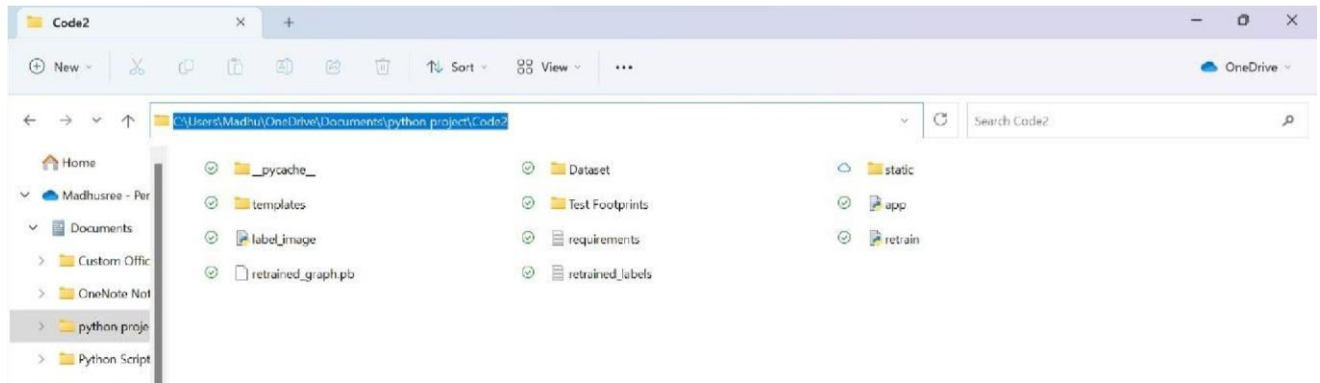 Code2
New Sort View OneDrive
C:\Users\Madhu\OneDrive\Documents\python project\Code2 Search Code2
Home __pycache__ Dataset static
Madhusree - Per templates Test Footprints app
Documents label_image requirements retrain
Custom Offic retrained_graph.pb retrained_labels
OneNote Not
python proje
Python Script